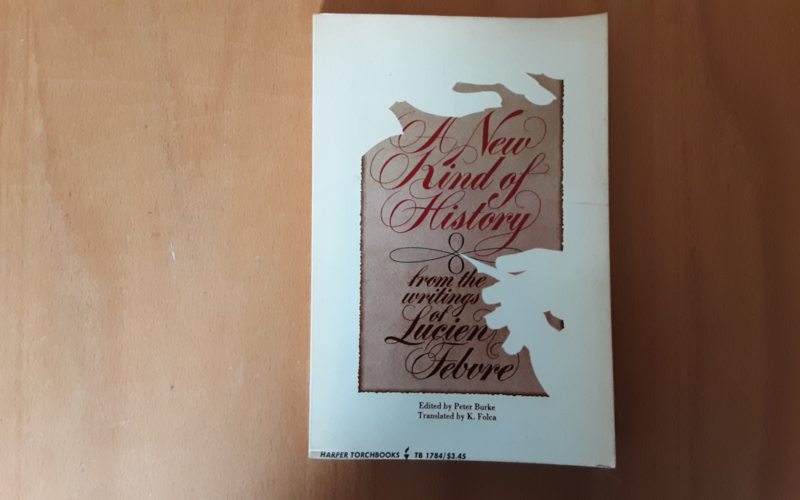 A New
Kind of
History
from the
writings
of
Lucien
Febvre
Edited by Peter Burke
Translated by K. Folca
HARPER TORCHBOOKS TB 1784/$3.45